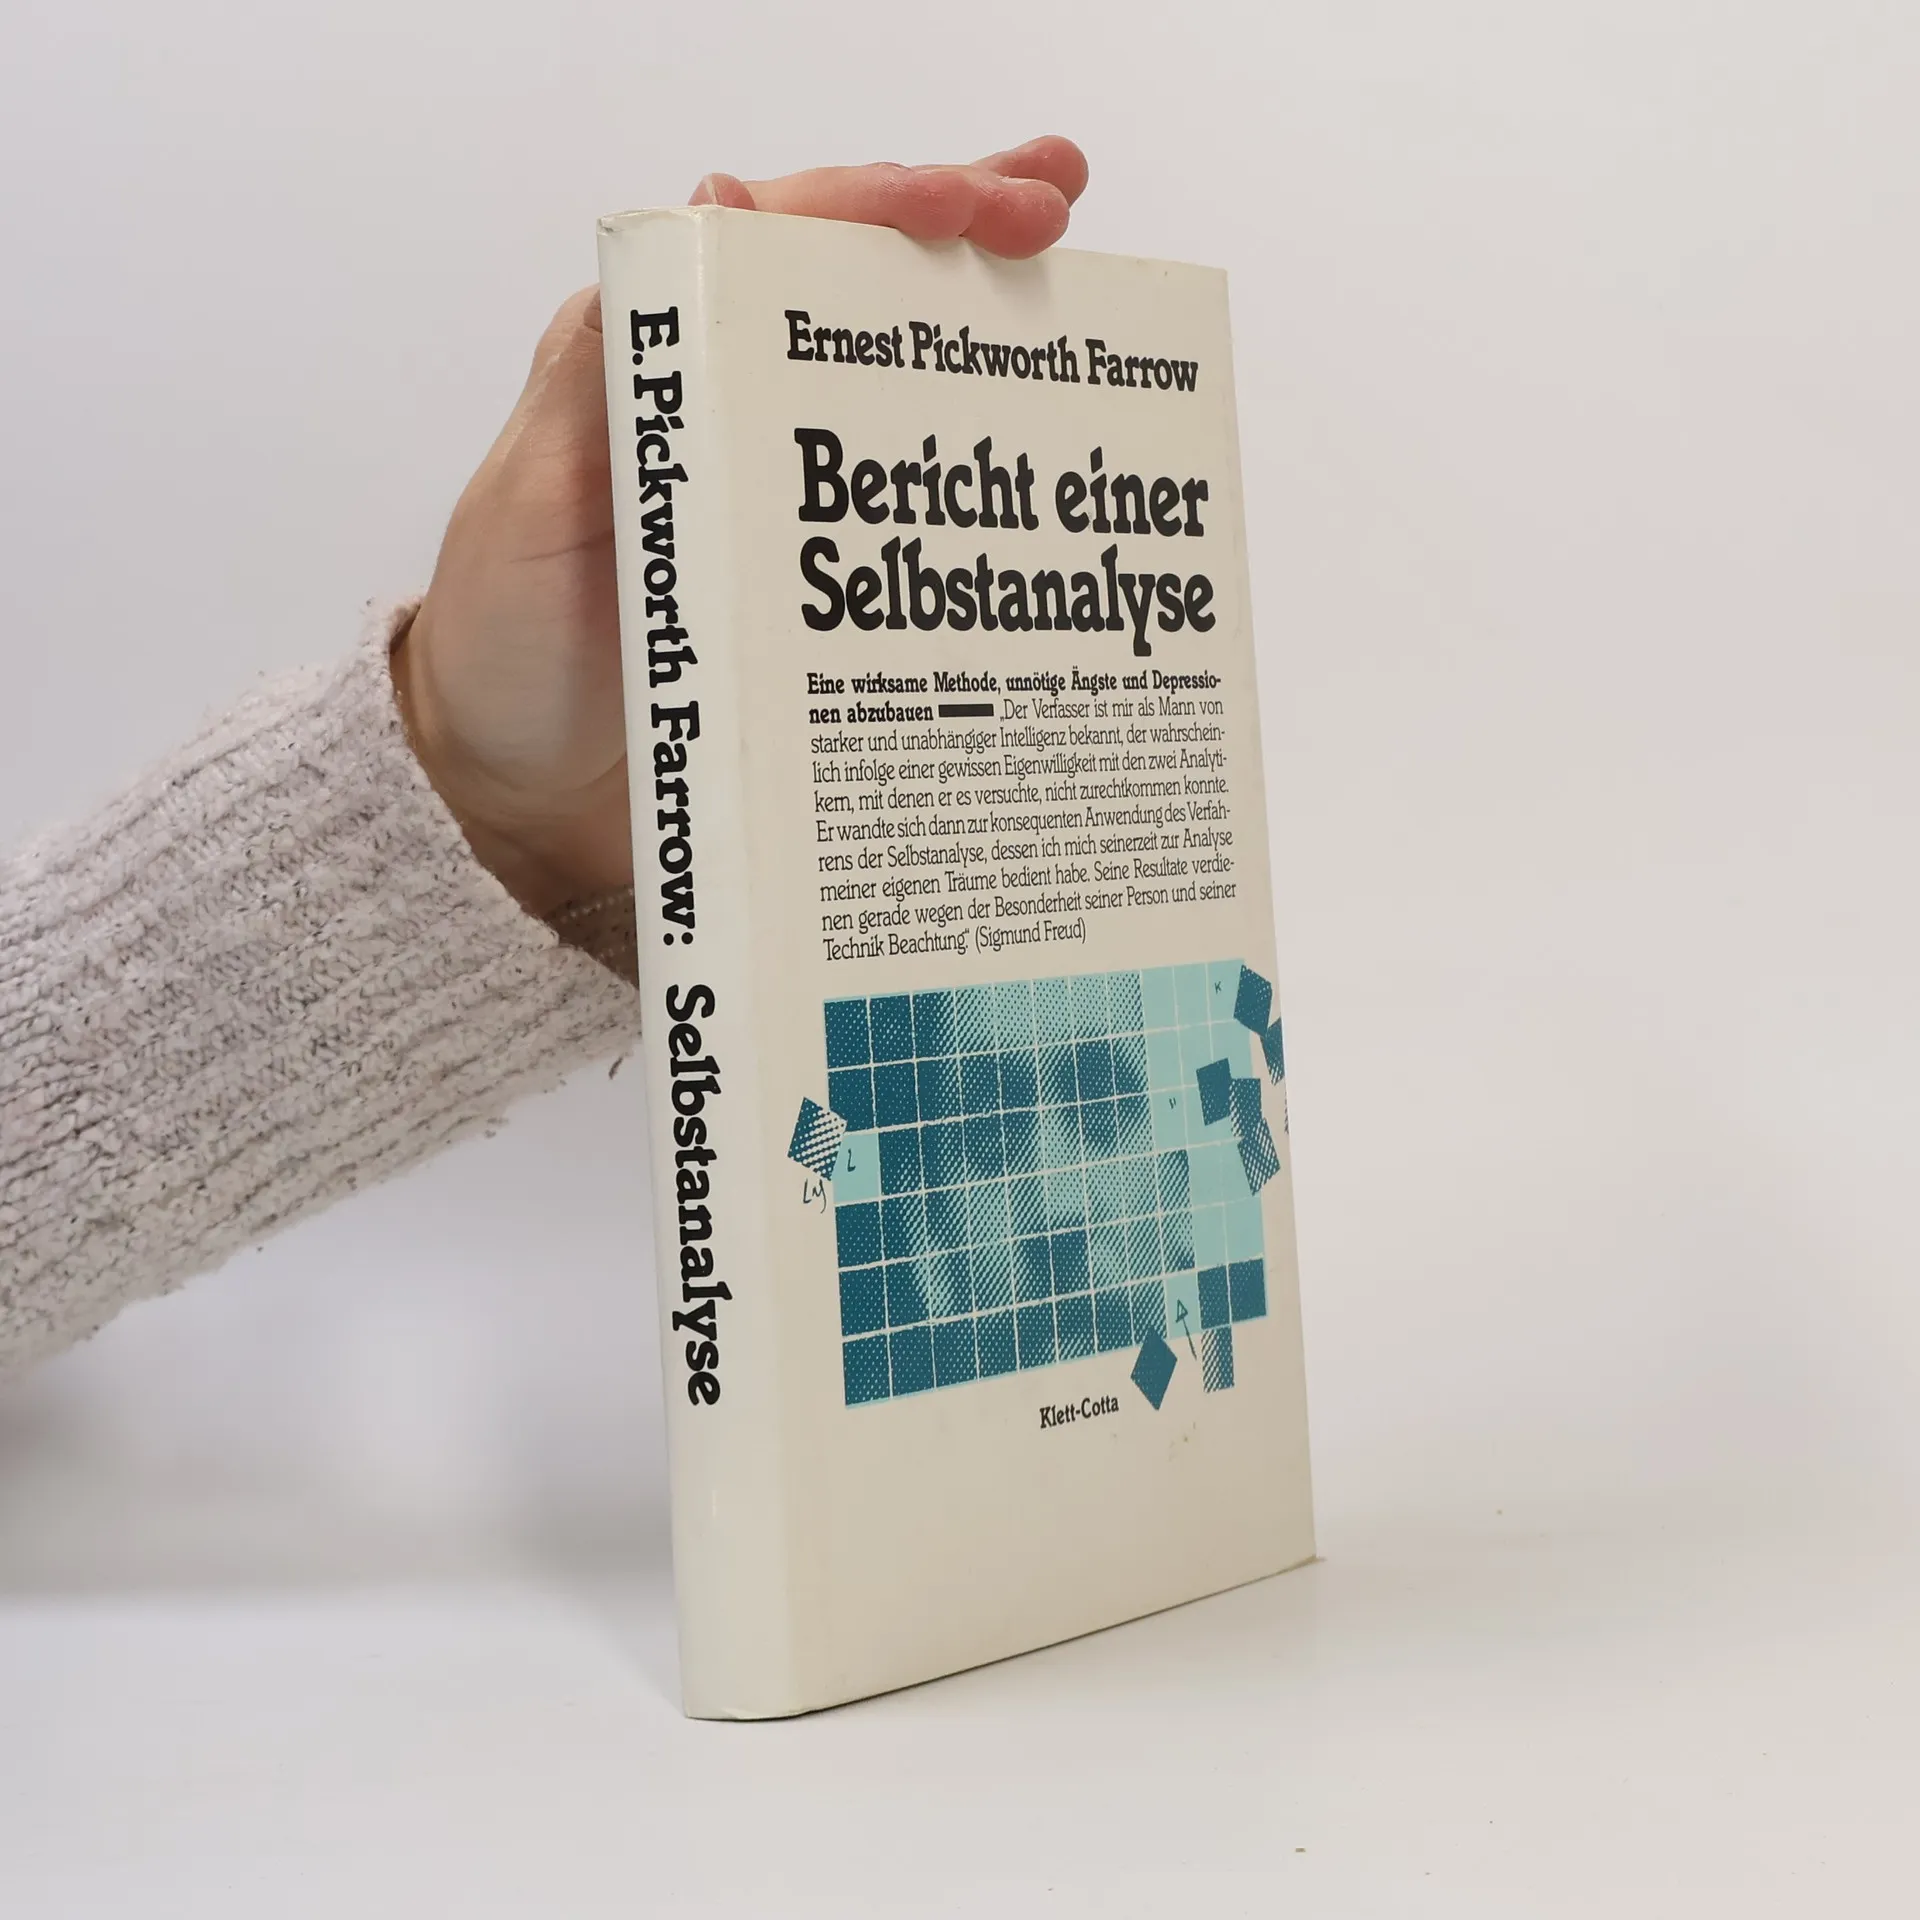 E. Pickworth Farrow: Selbstanalyse
Ernest Pickworth Farrow
Bericht einer
Selbstanalyse
Eine wirksame Methode, unnötige Ängste und Depressio-
nen abzubauen — „Der Verfasser ist mir als Mann von
starker und unabhängiger Intelligenz bekannt, der wahrschein-
lich infolge einer gewissen Eigenwilligkeit mit den zwei Analyti-
kern, mit denen er es versuchte, nicht zurechtkommen konnte.
Er wandte sich dann zur konsequenten Anwendung des Verfah-
rens der Selbstanalyse, dessen ich mich seinerzeit zur Analyse
meiner eigenen Träume bedient habe. Seine Resultate verdie-
nen gerade wegen der Besonderheit seiner Person und seiner
Technik Beachtung.“ (Sigmund Freud)
K
Klett-Cotta